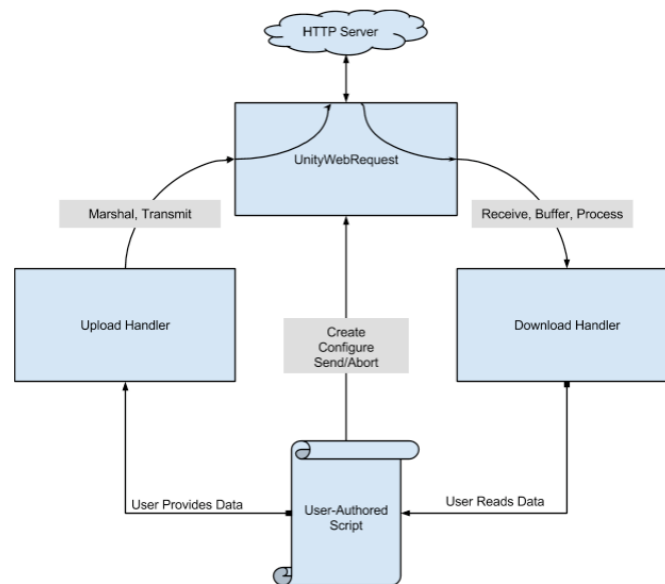 HTTP Server
UnityWebRequest
Marshal, Transmit
Receive, Buffer, Process
Upload Handler
Create
Configure
Send/Abort
Download Handler
User Provides Data
User-Authored
Script
User Reads Data